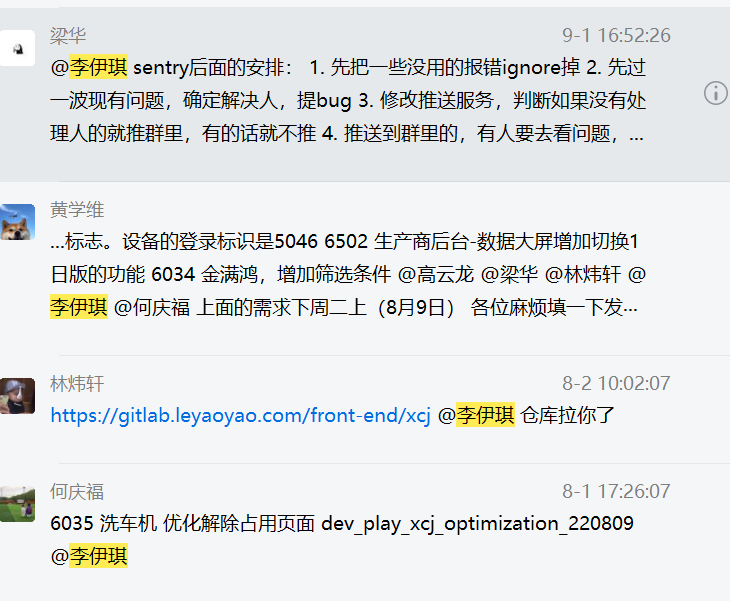 梁华 9-1 16:52:26
@李伊琪 sentry后面的安排： 1. 先把一些没用的报错ignore掉 2. 先过
一波现有问题，确定解决人，提bug 3. 修改推送服务，判断如果没有处
理人的就推群里，有的话就不推 4. 推送到群里的，有人要去看问题，...
黄学维
...标志。设备的登录标识是5046 6502 生产商后台-数据大屏增加切换1
日版的功能 6034 金满鸿，增加筛选条件 @高云龙 @梁华 @林炜轩 @
李伊琪 @何庆福 上面的需求下周二上（8月9日） 各位麻烦填一下发...
林炜轩 8-2 10:02:07
https://gitlab.leyaoyao.com/front-end/xcj @李伊琪 仓库拉你了
何庆福 8-1 17:26:07
6035 洗车机 优化解除占用页面 dev_play_xcj_optimization_220809
@李伊琪